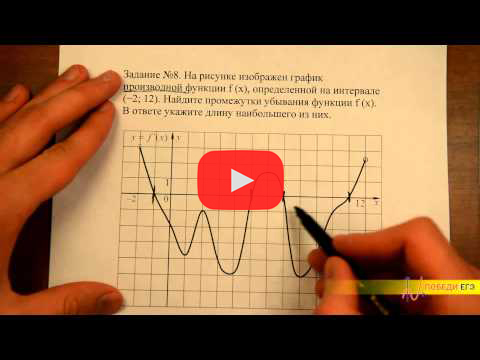 Задание №8. На рисунке изображен график
производной функции f (x), определенной на интервале
(−2; 12). Найдите промежутки убывания функции f (x).
В ответе укажите длину наибольшего из них.
y = f′(x) y
1
−2 0 12 x
ПОБЕДИ ЕГЭ